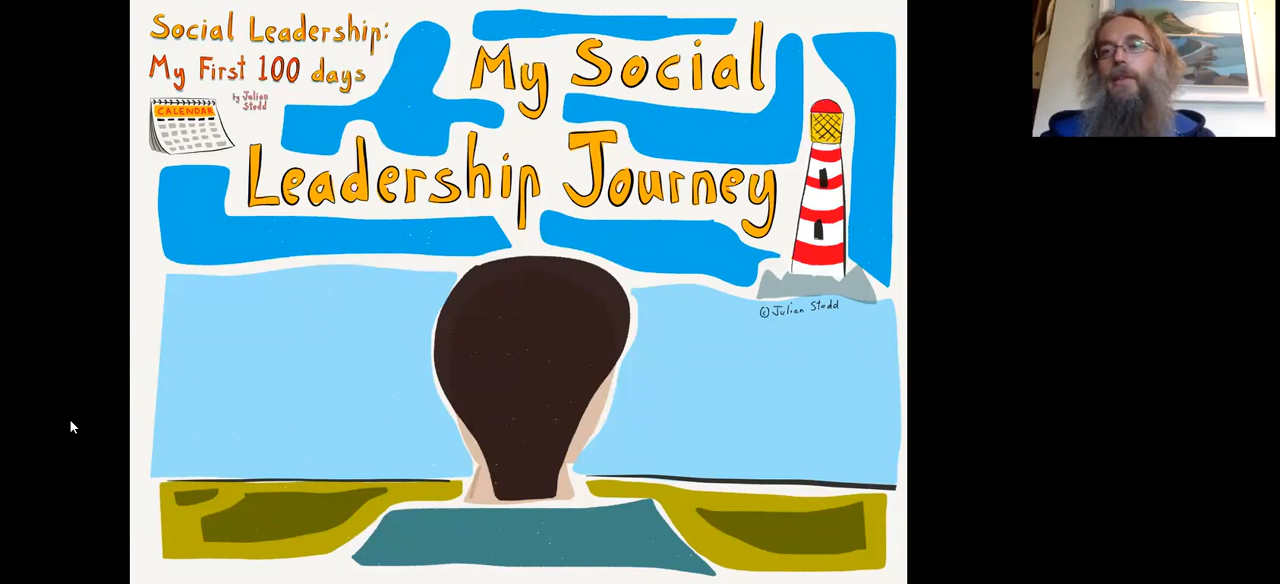 Social Leadership:
My First 100 days
by Julian
Stodd
CALENDAR
My Social
Leadership Journey
© Julian Stodd